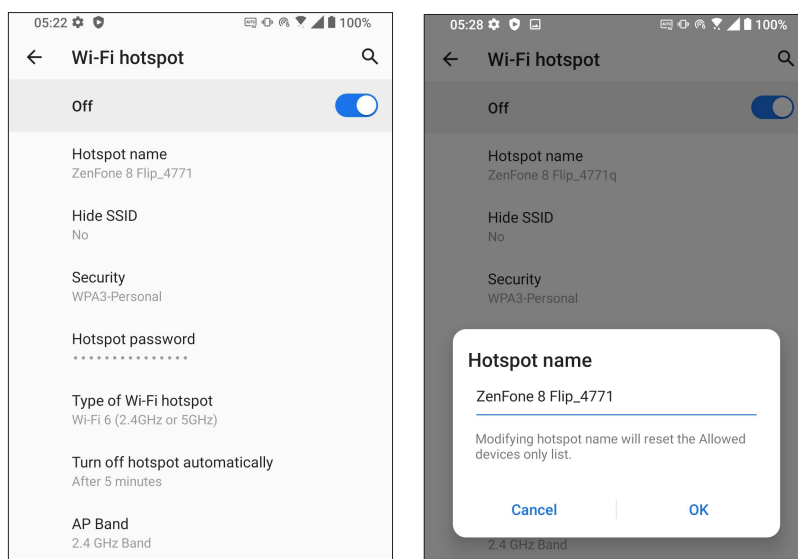 05:22
100%
Wi-Fi hotspot
Off
Hotspot name
ZenFone 8 Flip_4771
Hide SSID
No
Security
WPA3-Personal
Hotspot password
Type of Wi-Fi hotspot
Wi-Fi 6 (2.4GHz or 5GHz)
Turn off hotspot automatically
After 5 minutes
AP Band
2.4 GHz Band
05:28
100%
Wi-Fi hotspot
Off
Hotspot name
ZenFone 8 Flip_4771q
Hide SSID
No
Security
WPA3-Personal
Hotspot name
ZenFone 8 Flip_4771
Modifying hotspot name will reset the Allowed
devices only list.
Cancel OK
2.4 GHz Band